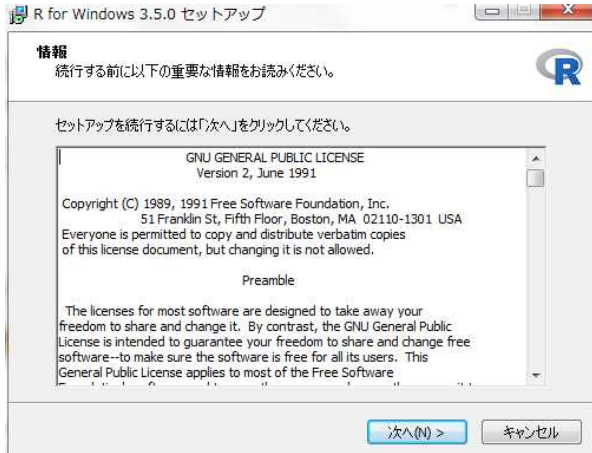 R for Windows 3.5.0 セットアップ
情報
続行する前に以下の重要な情報をお読みください。
R
セットアップを続行するには「次へ」をクリックしてください。
GNU GENERAL PUBLIC LICENSE
Version 2, June 1991
Copyright (C) 1989, 1991 Free Software Foundation, Inc.
51 Franklin St, Fifth Floor, Boston, MA  02110-1301  USA
Everyone is permitted to copy and distribute verbatim copies
of this license document, but changing it is not allowed.
Preamble
The licenses for most software are designed to take away your
freedom to share and change it.  By contrast, the GNU General Public
License is intended to guarantee your freedom to share and change free
software--to make sure the software is free for all its users.  This
General Public License applies to most of the Free Software
次へ(N) >
キャンセル